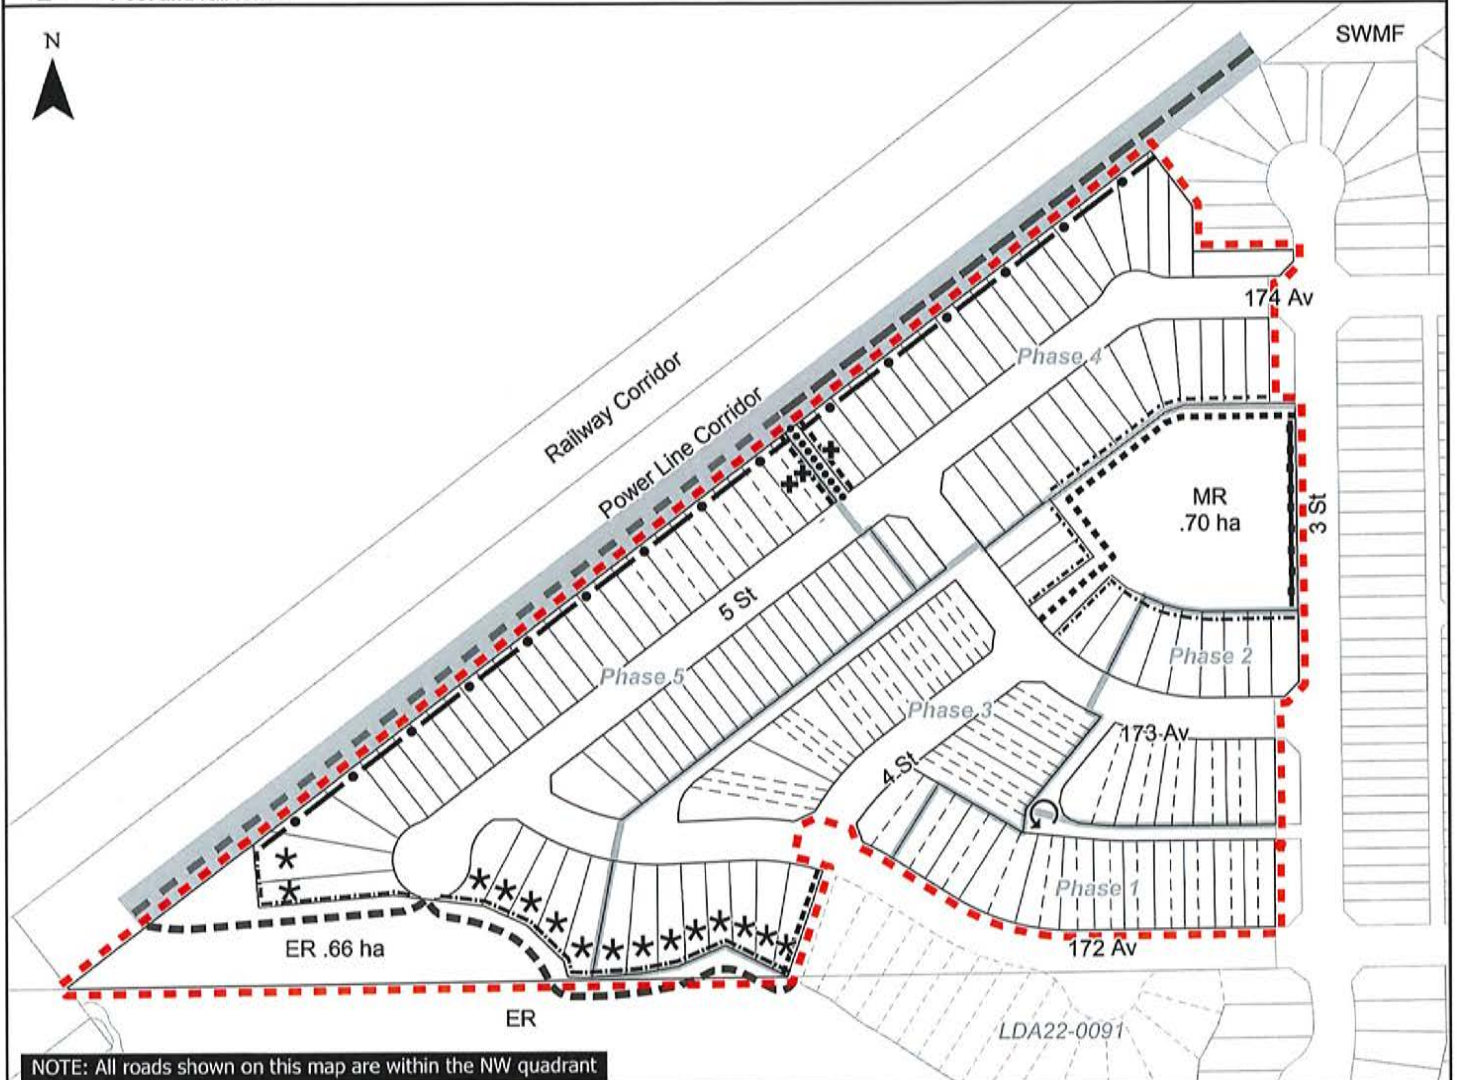 N
SWMF
174 Av
Phase 4
Railway Corridor
Power Line Corridor
MR
.70 ha
3 St
5 St
Phase 2
Phase 5
Phase 3
173 Av
4 St
Phase 1
ER .66 ha
172 Av
ER
LDA22-0091
NOTE: All roads shown on this map are within the NW quadrant